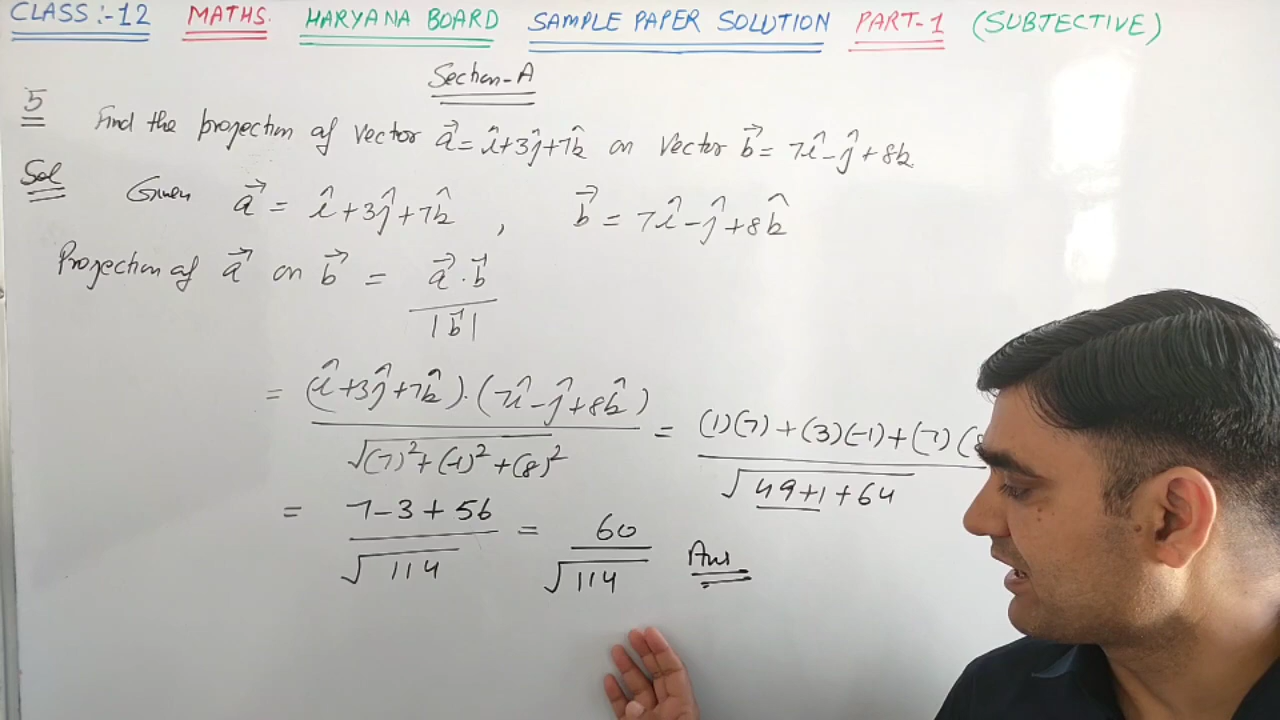 CLASS :- 12 MATHS. HARYANA BOARD SAMPLE PAPER SOLUTION PART-1 (SUBJECTIVE)
Section-A
5 Find the projection of vector a⃗ = î+3ĵ+7k̂ on vector b⃗ = 7î-ĵ+8k
Sol Given a⃗ = î+3ĵ+7k̂ , b⃗ = 7î-ĵ+8k̂
Projection of a⃗ on b⃗ = a⃗.b⃗
|b⃗|
= (î+3ĵ+7k̂).(7î-ĵ+8k̂) = (1)(7)+(3)(-1)+(7)(8
√(7)²+(-1)²+(8)² √49+1+64
= 7-3+56 = 60 Ans
√114 √114